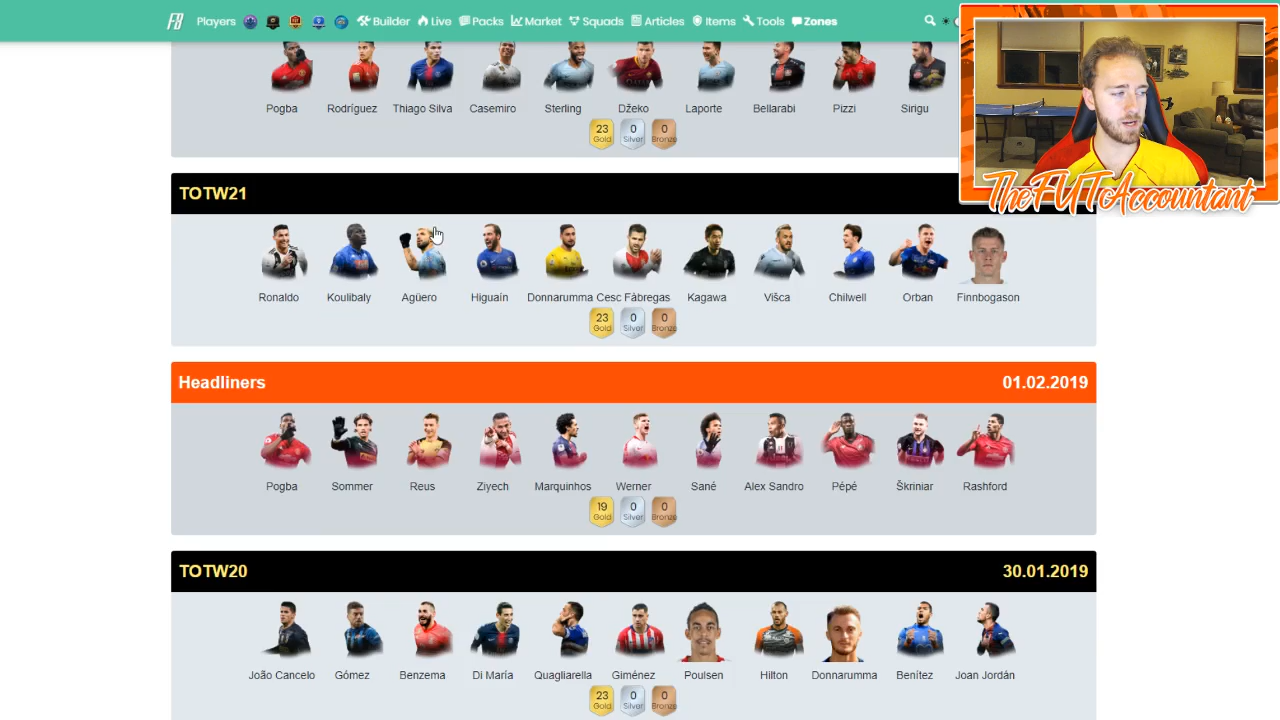 F8 Players Builder Live Packs Market Squads Articles Items Tools Zones
Pogba Rodríguez Thiago Silva Casemiro Sterling Džeko Laporte Bellarabi Pizzi Sirigu
23 0 0
Gold Silver Bronze
TheFUTAccountant
TOTW21
Ronaldo Koulibaly Agüero Higuaín Donnarumma Cesc Fàbregas Kagawa Višca Chilwell Orban Finnbogason
23 0 0
Gold Silver Bronze
Headliners 01.02.2019
Pogba Sommer Reus Ziyech Marquinhos Werner Sané Alex Sandro Pépé Škriniar Rashford
19 0 0
Gold Silver Bronze
TOTW20 30.01.2019
João Cancelo Gómez Benzema Di María Quagliarella Giménez Poulsen Hilton Donnarumma Benítez Joan Jordán
23 0 0
Gold Silver Bronze